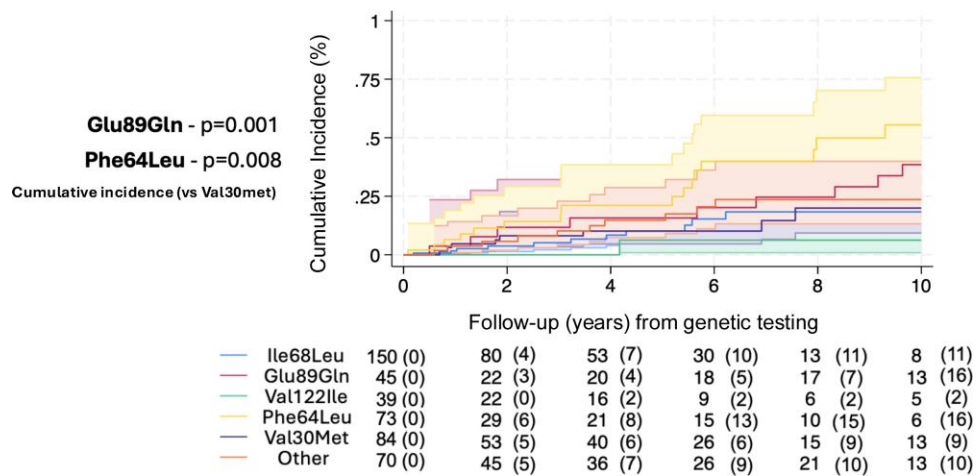 Glu89Gln - p=0.001
Phe64Leu - p=0.008
Cumulative incidence (vs Val30met)
Cumulative Incidence (%)
1
.75
.5
.25
0
0 2 4 6 8 10
Follow-up (years) from genetic testing
Ile68Leu 150 (0) 80 (4) 53 (7) 30 (10) 13 (11) 8 (11)
Glu89Gln 45 (0) 22 (3) 20 (4) 18 (5) 17 (7) 13 (16)
Val122Ile 39 (0) 22 (0) 16 (2) 9 (2) 6 (2) 5 (2)
Phe64Leu 73 (0) 29 (6) 21 (8) 15 (13) 10 (15) 6 (16)
Val30Met 84 (0) 53 (5) 40 (6) 26 (6) 15 (9) 13 (9)
Other 70 (0) 45 (5) 36 (7) 26 (9) 21 (10) 13 (10)